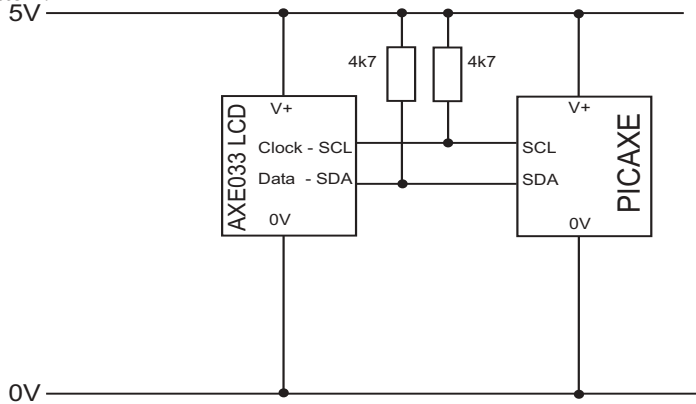 5V
4k7
4k7
AXE033 LCD
V+
Clock - SCL
Data - SDA
0V
V+
SCL
SDA
0V
PICAXE
0V